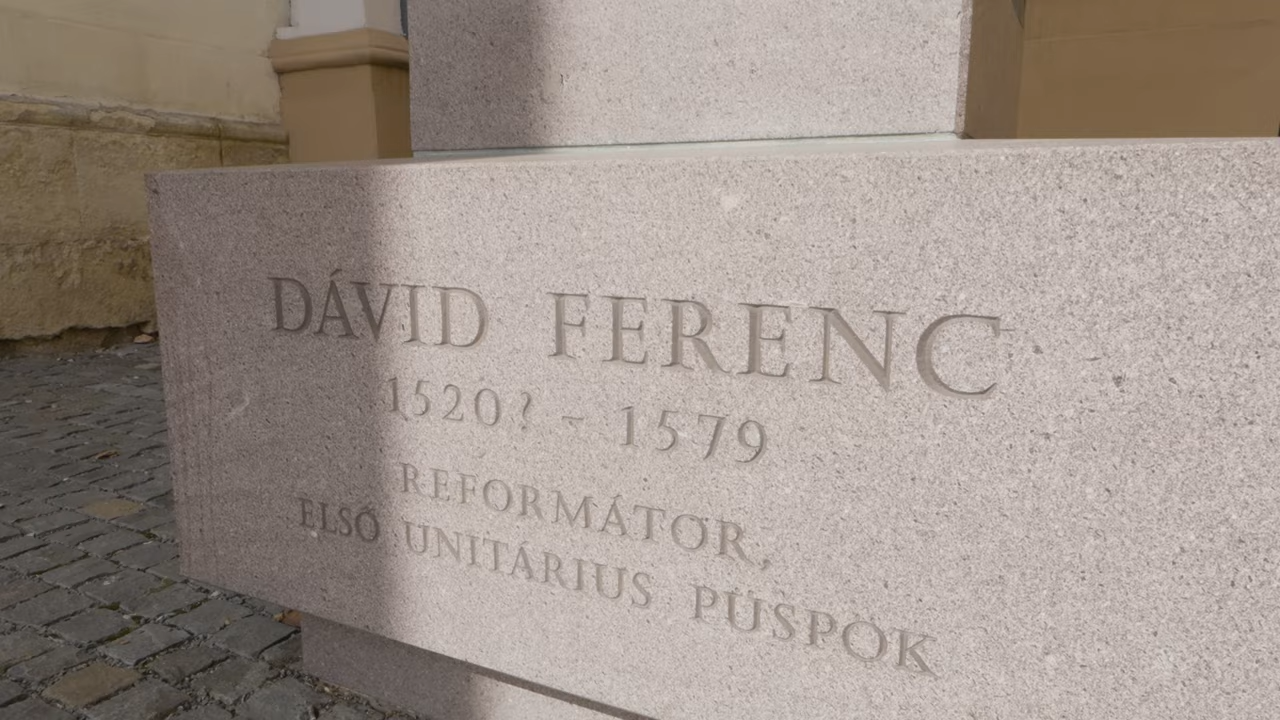 DÁVID FERENC
1520? – 1579
REFORMÁTOR,
ELSŐ UNITÁRIUS PÜSPÖK